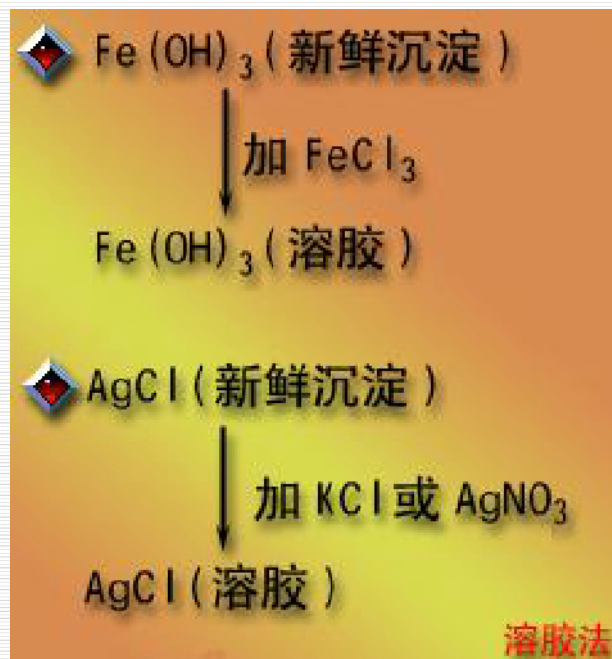 Fe(OH)₃(新鲜沉淀)
加 FeCl₃
Fe(OH)₃(溶胶)
AgCl(新鲜沉淀)
加 KCl或 AgNO₃
AgCl(溶胶)
溶胶法